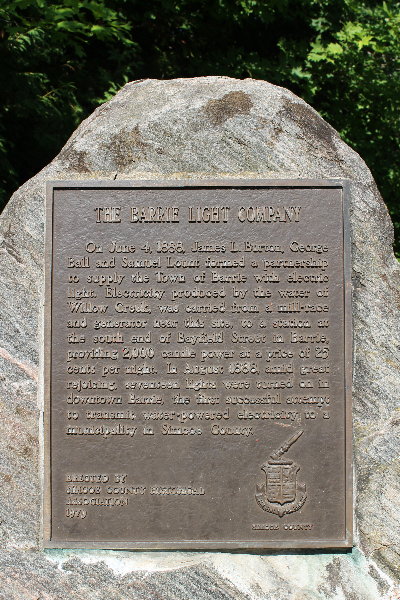 THE BARRIE LIGHT COMPANY
On June 4, 1888, James L. Burton, George
Ball and Samuel Lount formed a partnership
to supply the Town of Barrie with electric
light. Electricity produced by the water of
Willow Creek, was carried from a mill-race
and generator near this site, to a station at
the south end of Bayfield Street in Barrie,
providing 2,000 candle power at a price of 25
cents per night. In August 1888, amid great
rejoicing, seventeen lights were turned on in
downtown Barrie, the first successful attempt
to transmit water-powered electricity to a
municipality in Simcoe County.
ERECTED BY
SIMCOE COUNTY HISTORICAL
ASSOCIATION
SIMCOE COUNTY